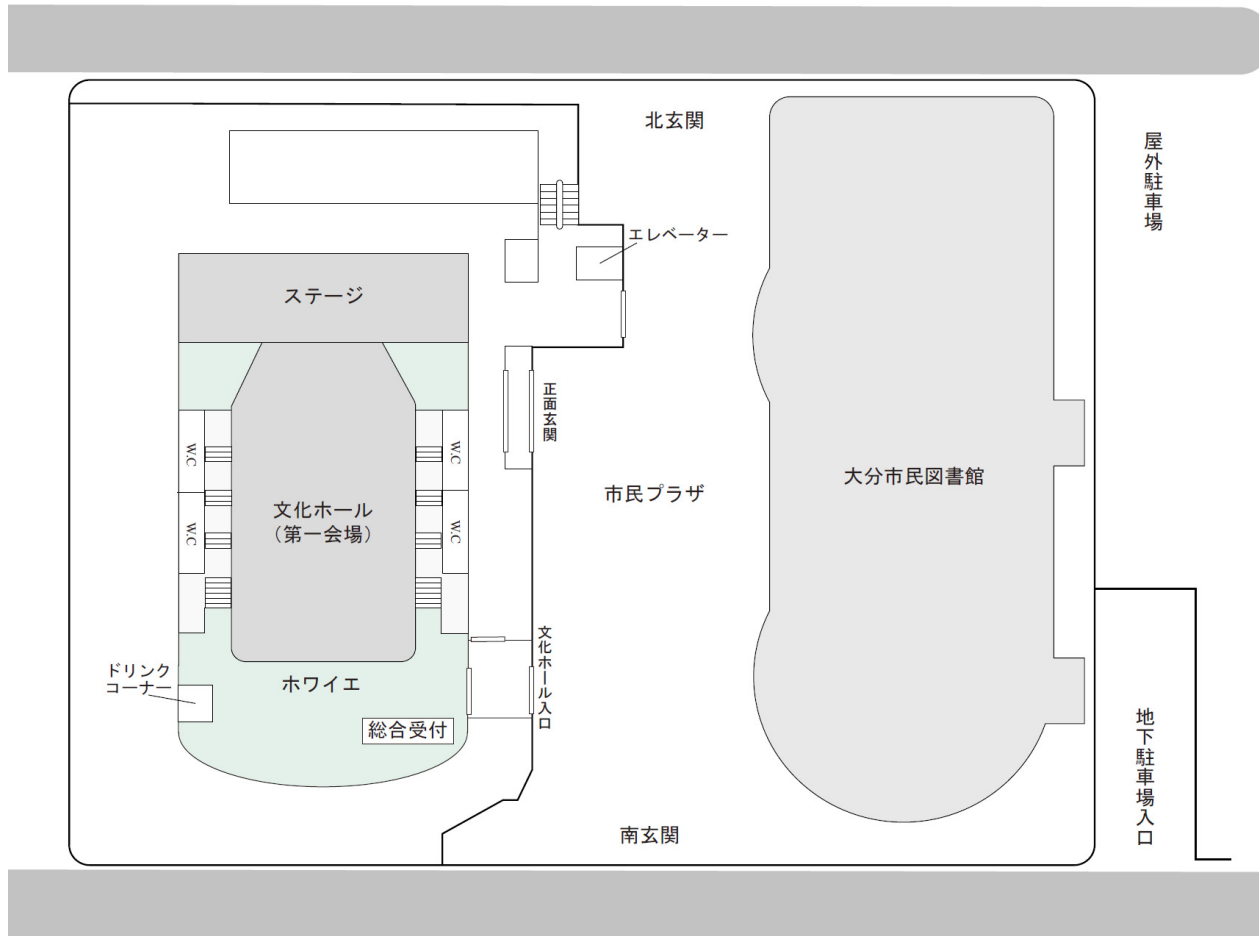 北玄関
屋外駐車場
エレベーター
ステージ
正面玄関
W.C
W.C
大分市民図書館
市民プラザ
文化ホール
（第一会場）
W.C
W.C
文化ホール入口
ドリンク
コーナー
ホワイエ
総合受付
地下駐車場入口
南玄関